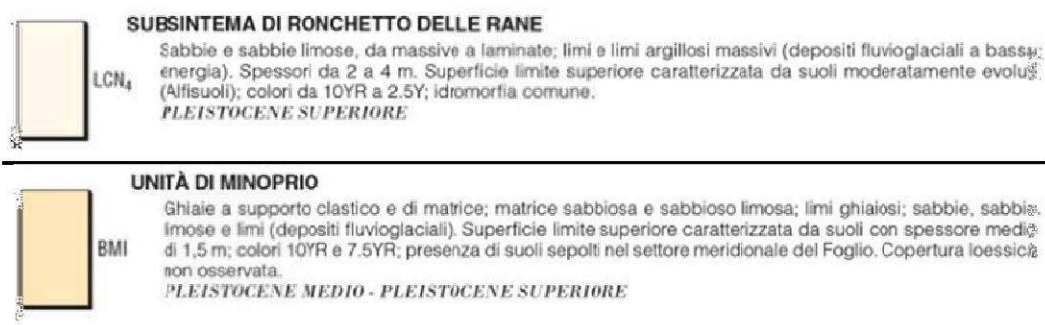 SUBSINTEMA DI RONCHETTO DELLE RANE
Sabbie e sabbie limose, da massive a laminate; limi e limi argillosi massivi (depositi fluvioglaciali a bassa
energia). Spessori da 2 a 4 m. Superficie limite superiore caratterizzata da suoli moderatamente evoluti
(Alfisuoli); colori da 10YR a 2.5Y; idromorfia comune.
PLEISTOCENE SUPERIORE
LCN₄
UNITÀ DI MINOPRIO
Ghiaie a supporto clastico e di matrice; matrice sabbiosa e sabbioso limosa; limi ghiaiosi; sabbie, sabbie
limose e limi (depositi fluvioglaciali). Superficie limite superiore caratterizzata da suoli con spessore medio
di 1,5 m; colori 10YR e 7.5YR; presenza di suoli sepolti nel settore meridionale del Foglio. Copertura loessica
non osservata.
PLEISTOCENE MEDIO - PLEISTOCENE SUPERIORE
BMI